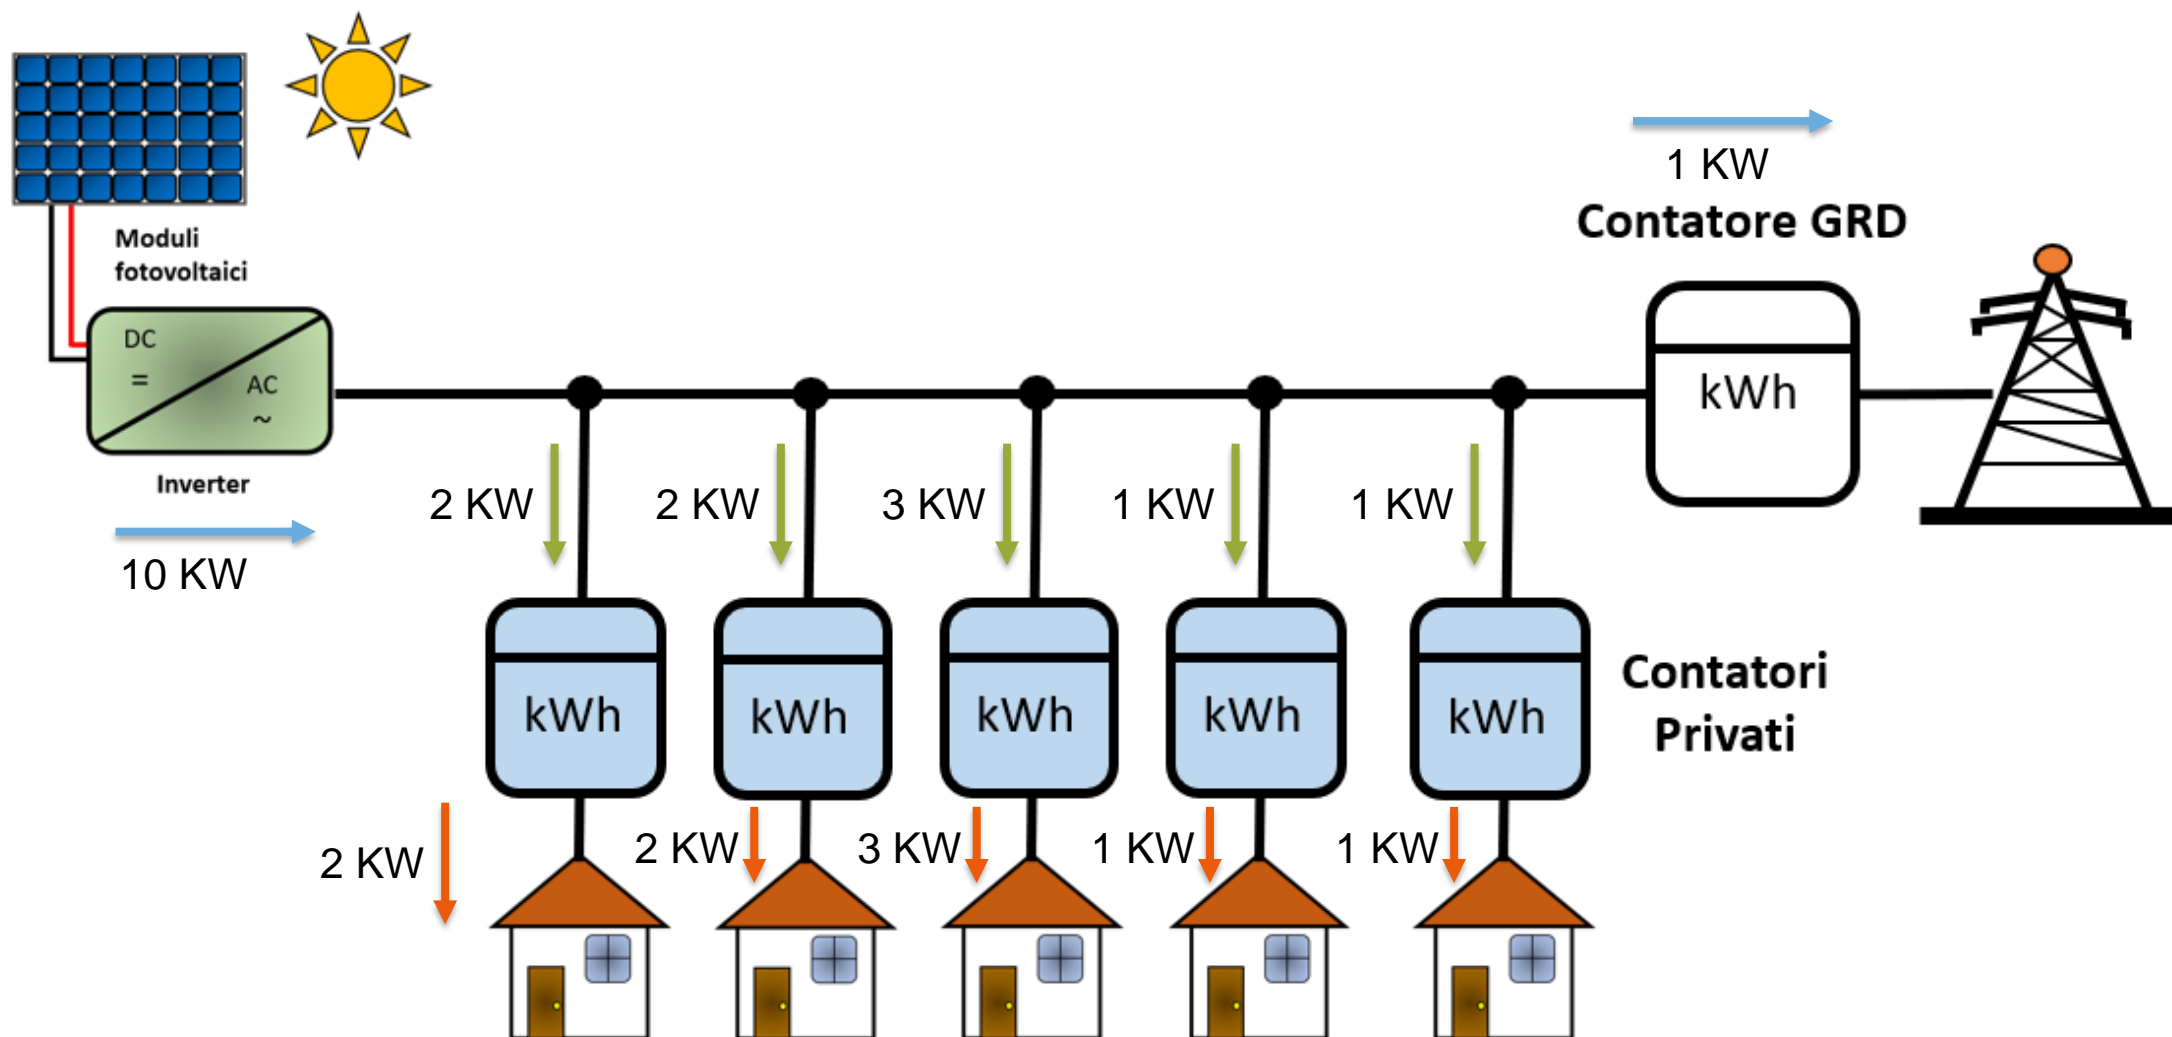 1 KW
Contatore GRD
Moduli
fotovoltaici
DC
=
AC
~
kWh
Inverter
10 KW
2 KW
2 KW
3 KW
1 KW
1 KW
kWh
kWh
kWh
kWh
kWh
Contatori
Privati
2 KW
2 KW
3 KW
1 KW
1 KW